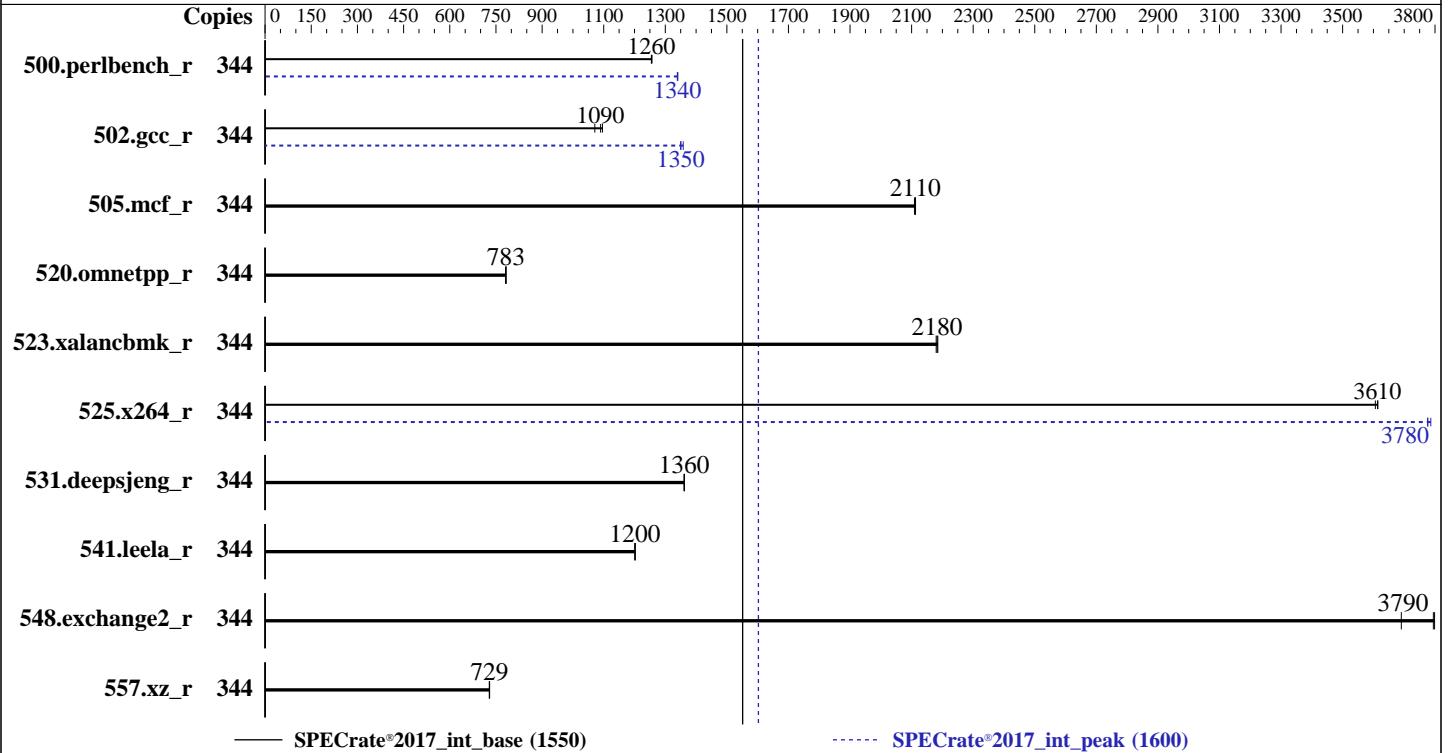 Copies 0 150 300 450 600 750 900 1100 1300 1500 1700 1900 2100 2300 2500 2700 2900 3100 3300 3500 3800
1260
500.perlbench_r 344
1340
1090
502.gcc_r 344
1350
2110
505.mcf_r 344
783
520.omnetpp_r 344
2180
523.xalancbmk_r 344
3610
525.x264_r 344
3780
1360
531.deepsjeng_r 344
1200
541.leela_r 344
3790
548.exchange2_r 344
729
557.xz_r 344
SPECrate®2017_int_base (1550) SPECrate®2017_int_peak (1600)